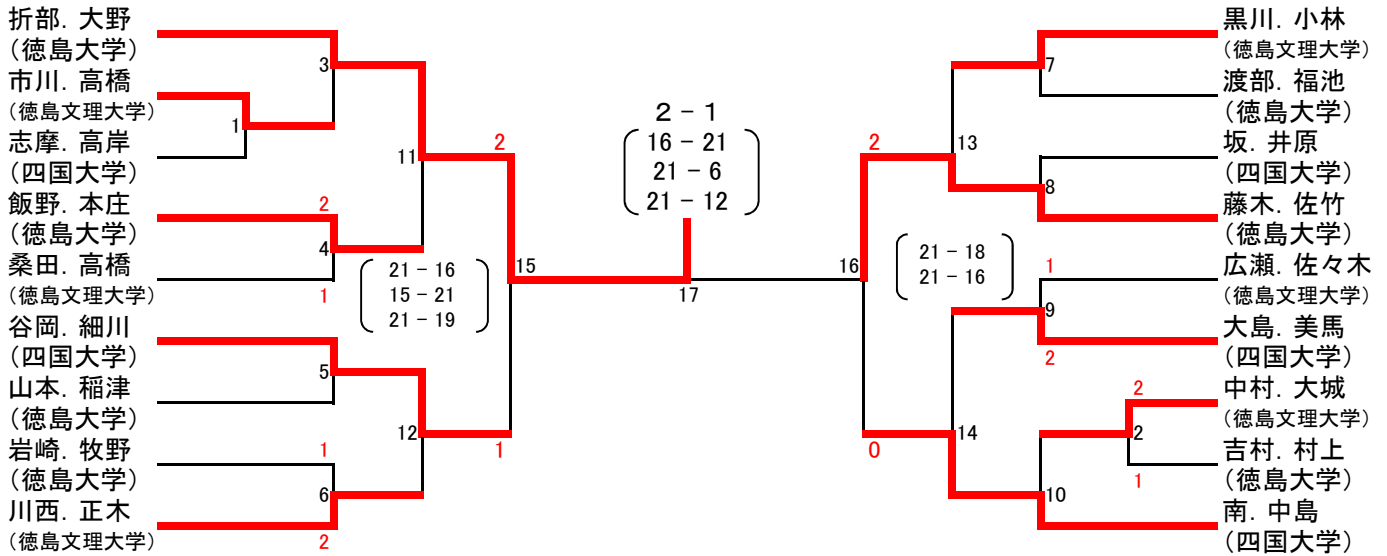 折部．大野
（徳島大学）
市川．高橋
（徳島文理大学）
志摩．高岸
（四国大学）
飯野．本庄
（徳島大学）
桑田．高橋
（徳島文理大学）
谷岡．細川
（四国大学）
山本．稲津
（徳島大学）
岩崎．牧野
（徳島大学）
川西．正木
（徳島文理大学）
3
1
11
2
4
1
5
12
1
6
2
2
15
1
21 − 16
15 − 21
21 − 19
2 − 1
16 − 21
21 − 6
21 − 12
17
2
16
0
21 − 18
21 − 16
13
14
7
8
1
9
2
2
2
1
10
黒川．小林
（徳島文理大学）
渡部．福池
（徳島大学）
坂．井原
（四国大学）
藤木．佐竹
（徳島大学）
広瀬．佐々木
（徳島文理大学）
大島．美馬
（四国大学）
中村．大城
（徳島文理大学）
吉村．村上
（徳島大学）
南．中島
（四国大学）